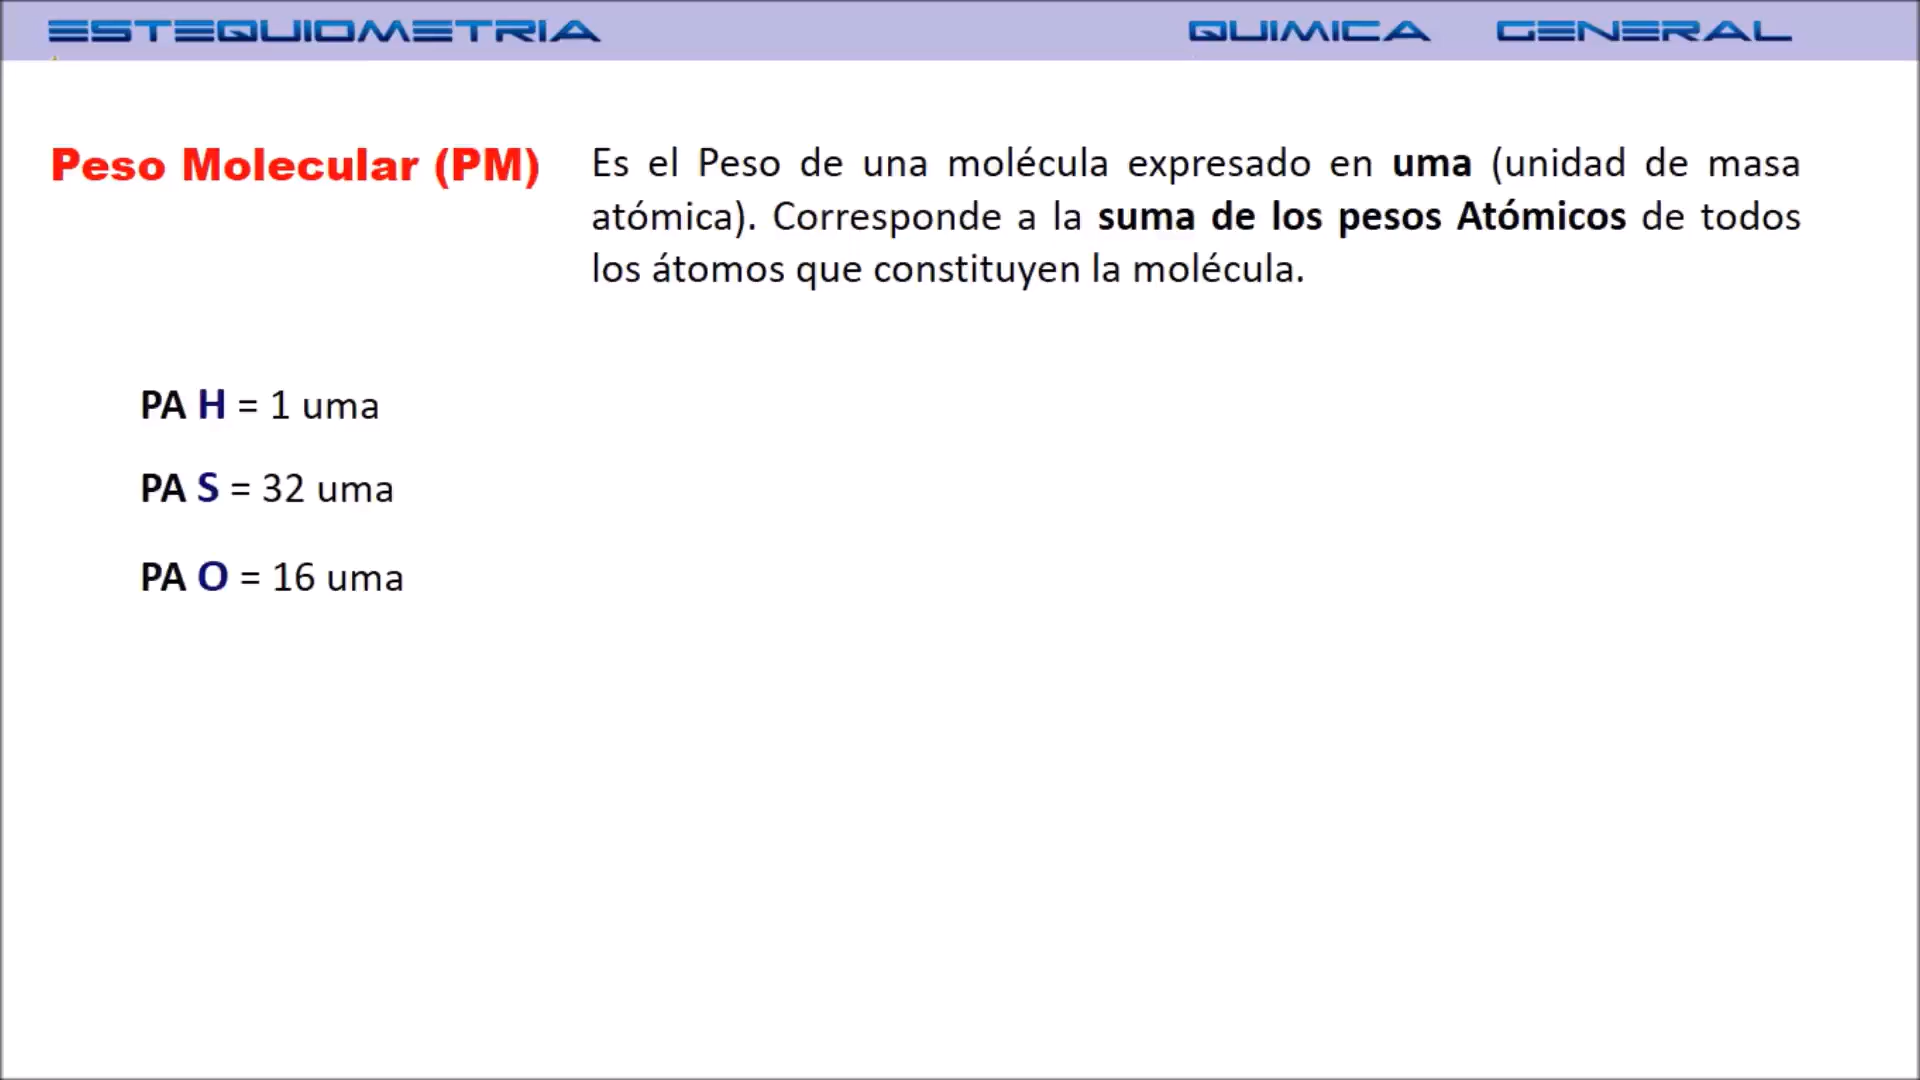 ESTEQUIOMETRIA QUIMICA GENERAL
Peso Molecular (PM)
Es el Peso de una molécula expresado en uma (unidad de masa
atómica). Corresponde a la suma de los pesos Atómicos de todos
los átomos que constituyen la molécula.
PA H = 1 uma
PA S = 32 uma
PA O = 16 uma